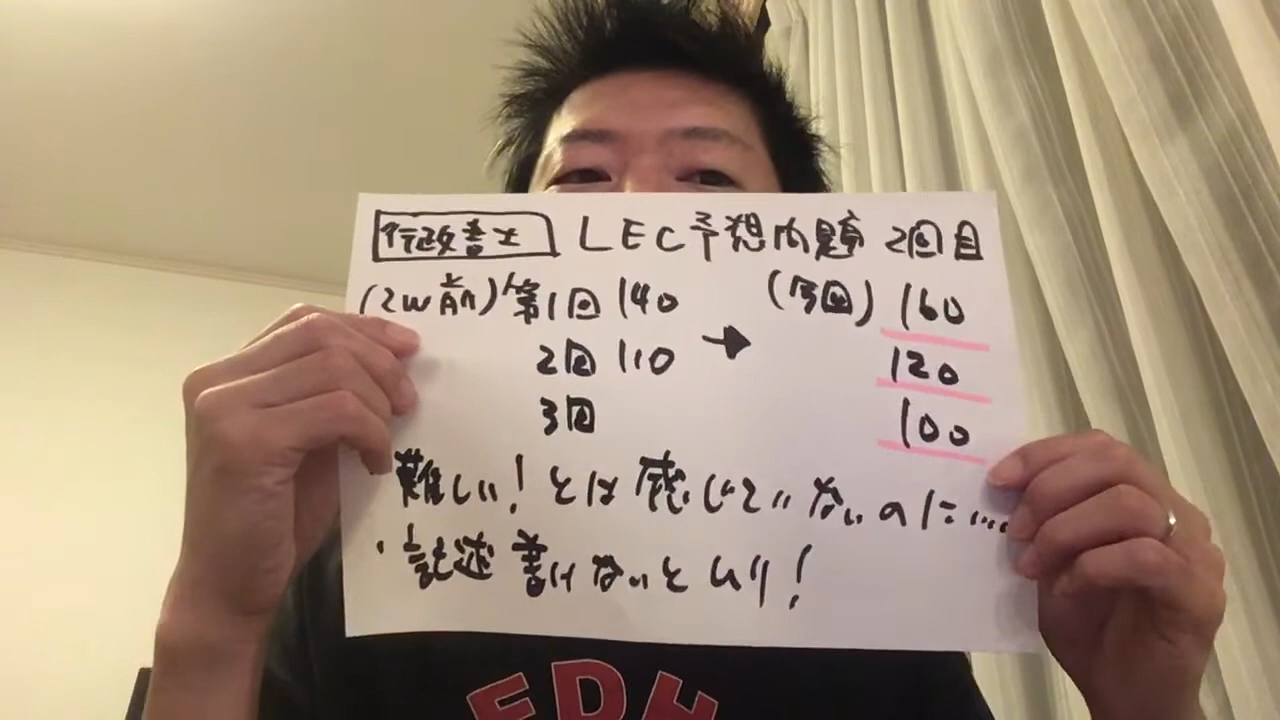 行政書士 LEC予想問題 2回目
(2w前) 第1回 140 → (今回) 160
2回 110 120
3回 100
・難しい!とは感じていないのに…
・記述書けないとムリ!
EDH